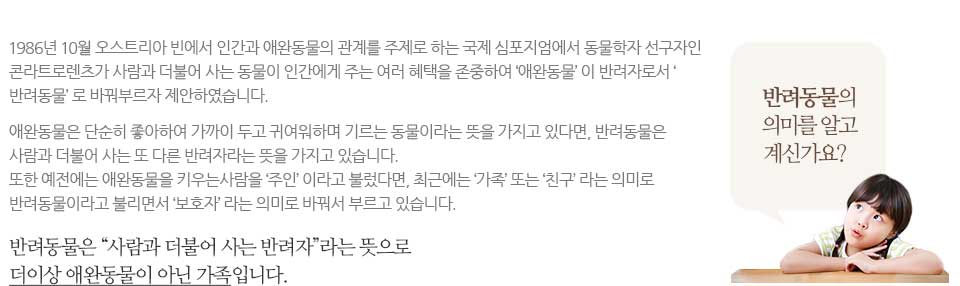 1986년 10월 오스트리아 빈에서 인간과 애완동물의 관계를 주제로 하는 국제 심포지엄에서 동물학자 선구자인
콘라트로렌츠가 사람과 더불어 사는 동물이 인간에게 주는 여러 혜택을 존중하여 ‘애완동물’ 이 반려자로서 ‘
반려동물’ 로 바꿔부르자 제안하였습니다.
애완동물은 단순히 좋아하여 가까이 두고 귀여워하며 기르는 동물이라는 뜻을 가지고 있다면, 반려동물은
사람과 더불어 사는 또 다른 반려자라는 뜻을 가지고 있습니다.
또한 예전에는 애완동물을 키우는사람을 ‘주인’ 이라고 불렀다면, 최근에는 ‘가족’ 또는 ‘친구’ 라는 의미로
반려동물이라고 불리면서 ‘보호자’ 라는 의미로 바꿔서 부르고 있습니다.
반려동물은 “사람과 더불어 사는 반려자”라는 뜻으로
더이상 애완동물이 아닌 가족입니다.
반려동물의
의미를 알고
계신가요?